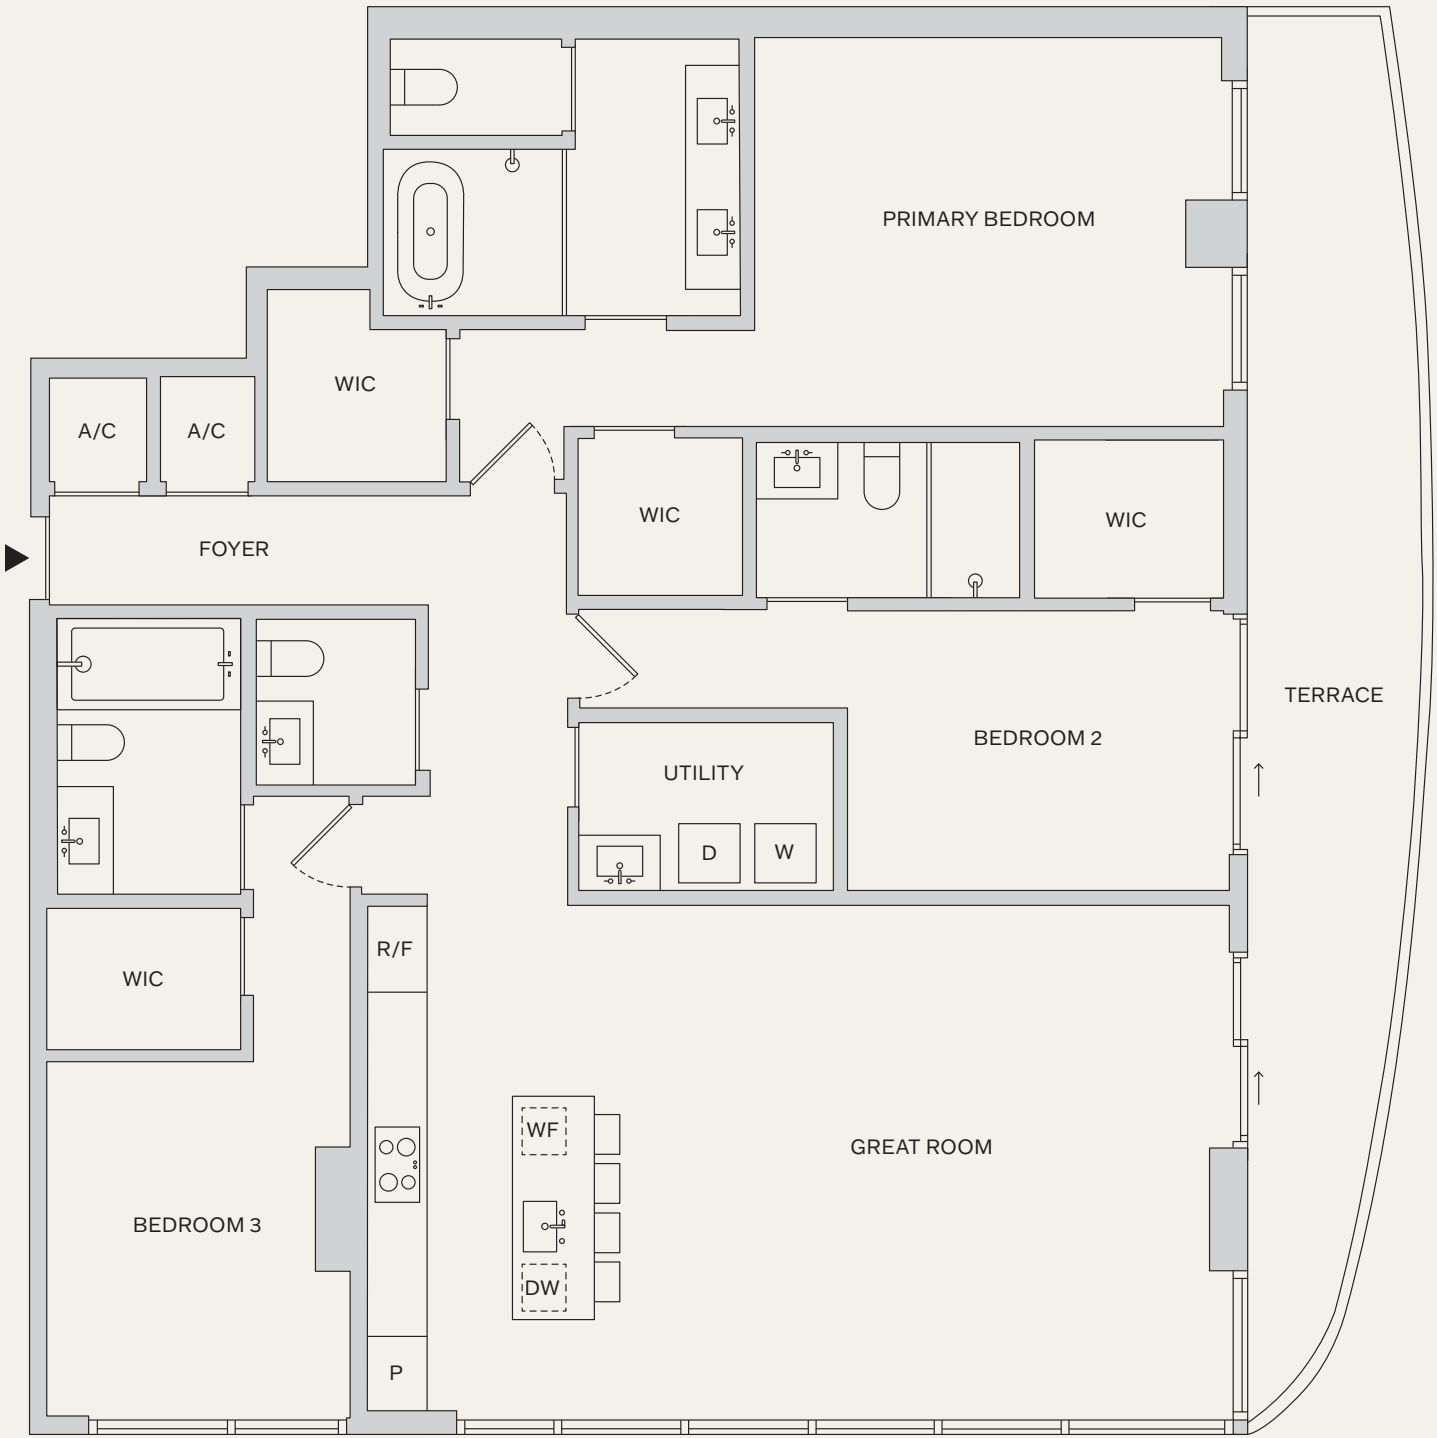 PRIMARY BEDROOM
WIC
A/C
A/C
WIC
WIC
FOYER
TERRACE
BEDROOM 2
UTILITY
D
W
R/F
WIC
WF
GREAT ROOM
BEDROOM 3
DW
P